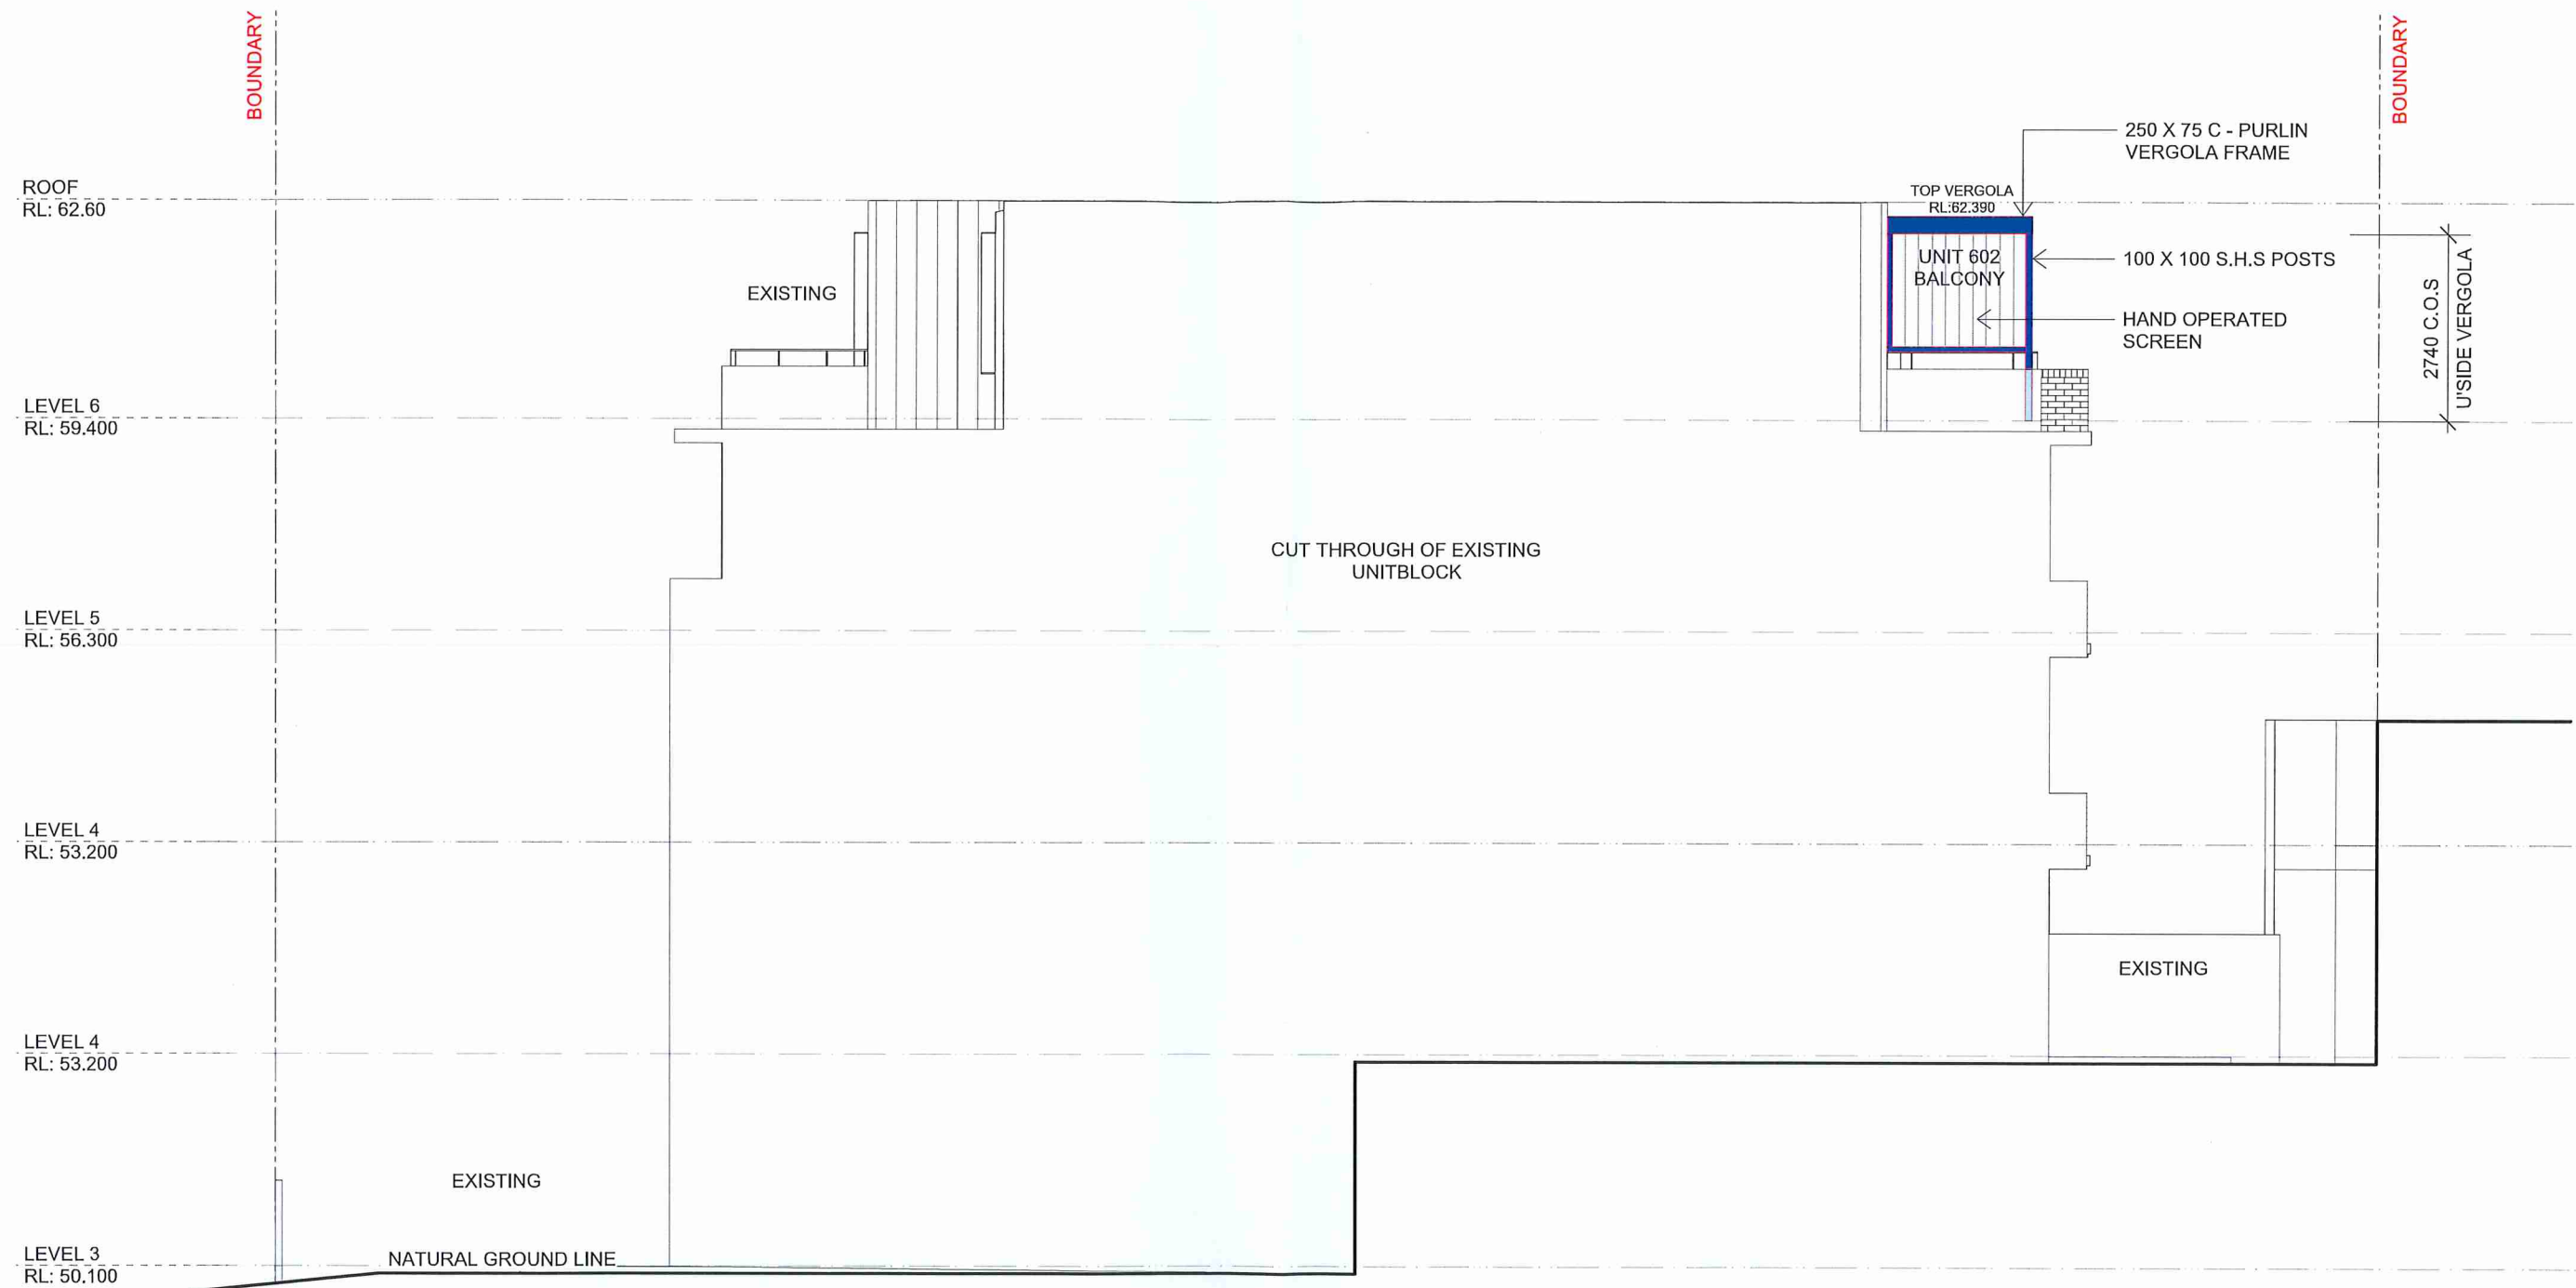 BOUNDARY
BOUNDARY
250 X 75 C - PURLIN
VERGOLA FRAME
ROOF
RL: 62.60
TOP VERGOLA
RL:62.390
UNIT 602
BALCONY
100 X 100 S.H.S POSTS
HAND OPERATED
SCREEN
2740 C.O.S
U'SIDE VERGOLA
EXISTING
LEVEL 6
RL: 59.400
CUT THROUGH OF EXISTING
UNITBLOCK
LEVEL 5
RL: 56.300
LEVEL 4
RL: 53.200
EXISTING
LEVEL 4
RL: 53.200
EXISTING
NATURAL GROUND LINE
LEVEL 3
RL: 50.100